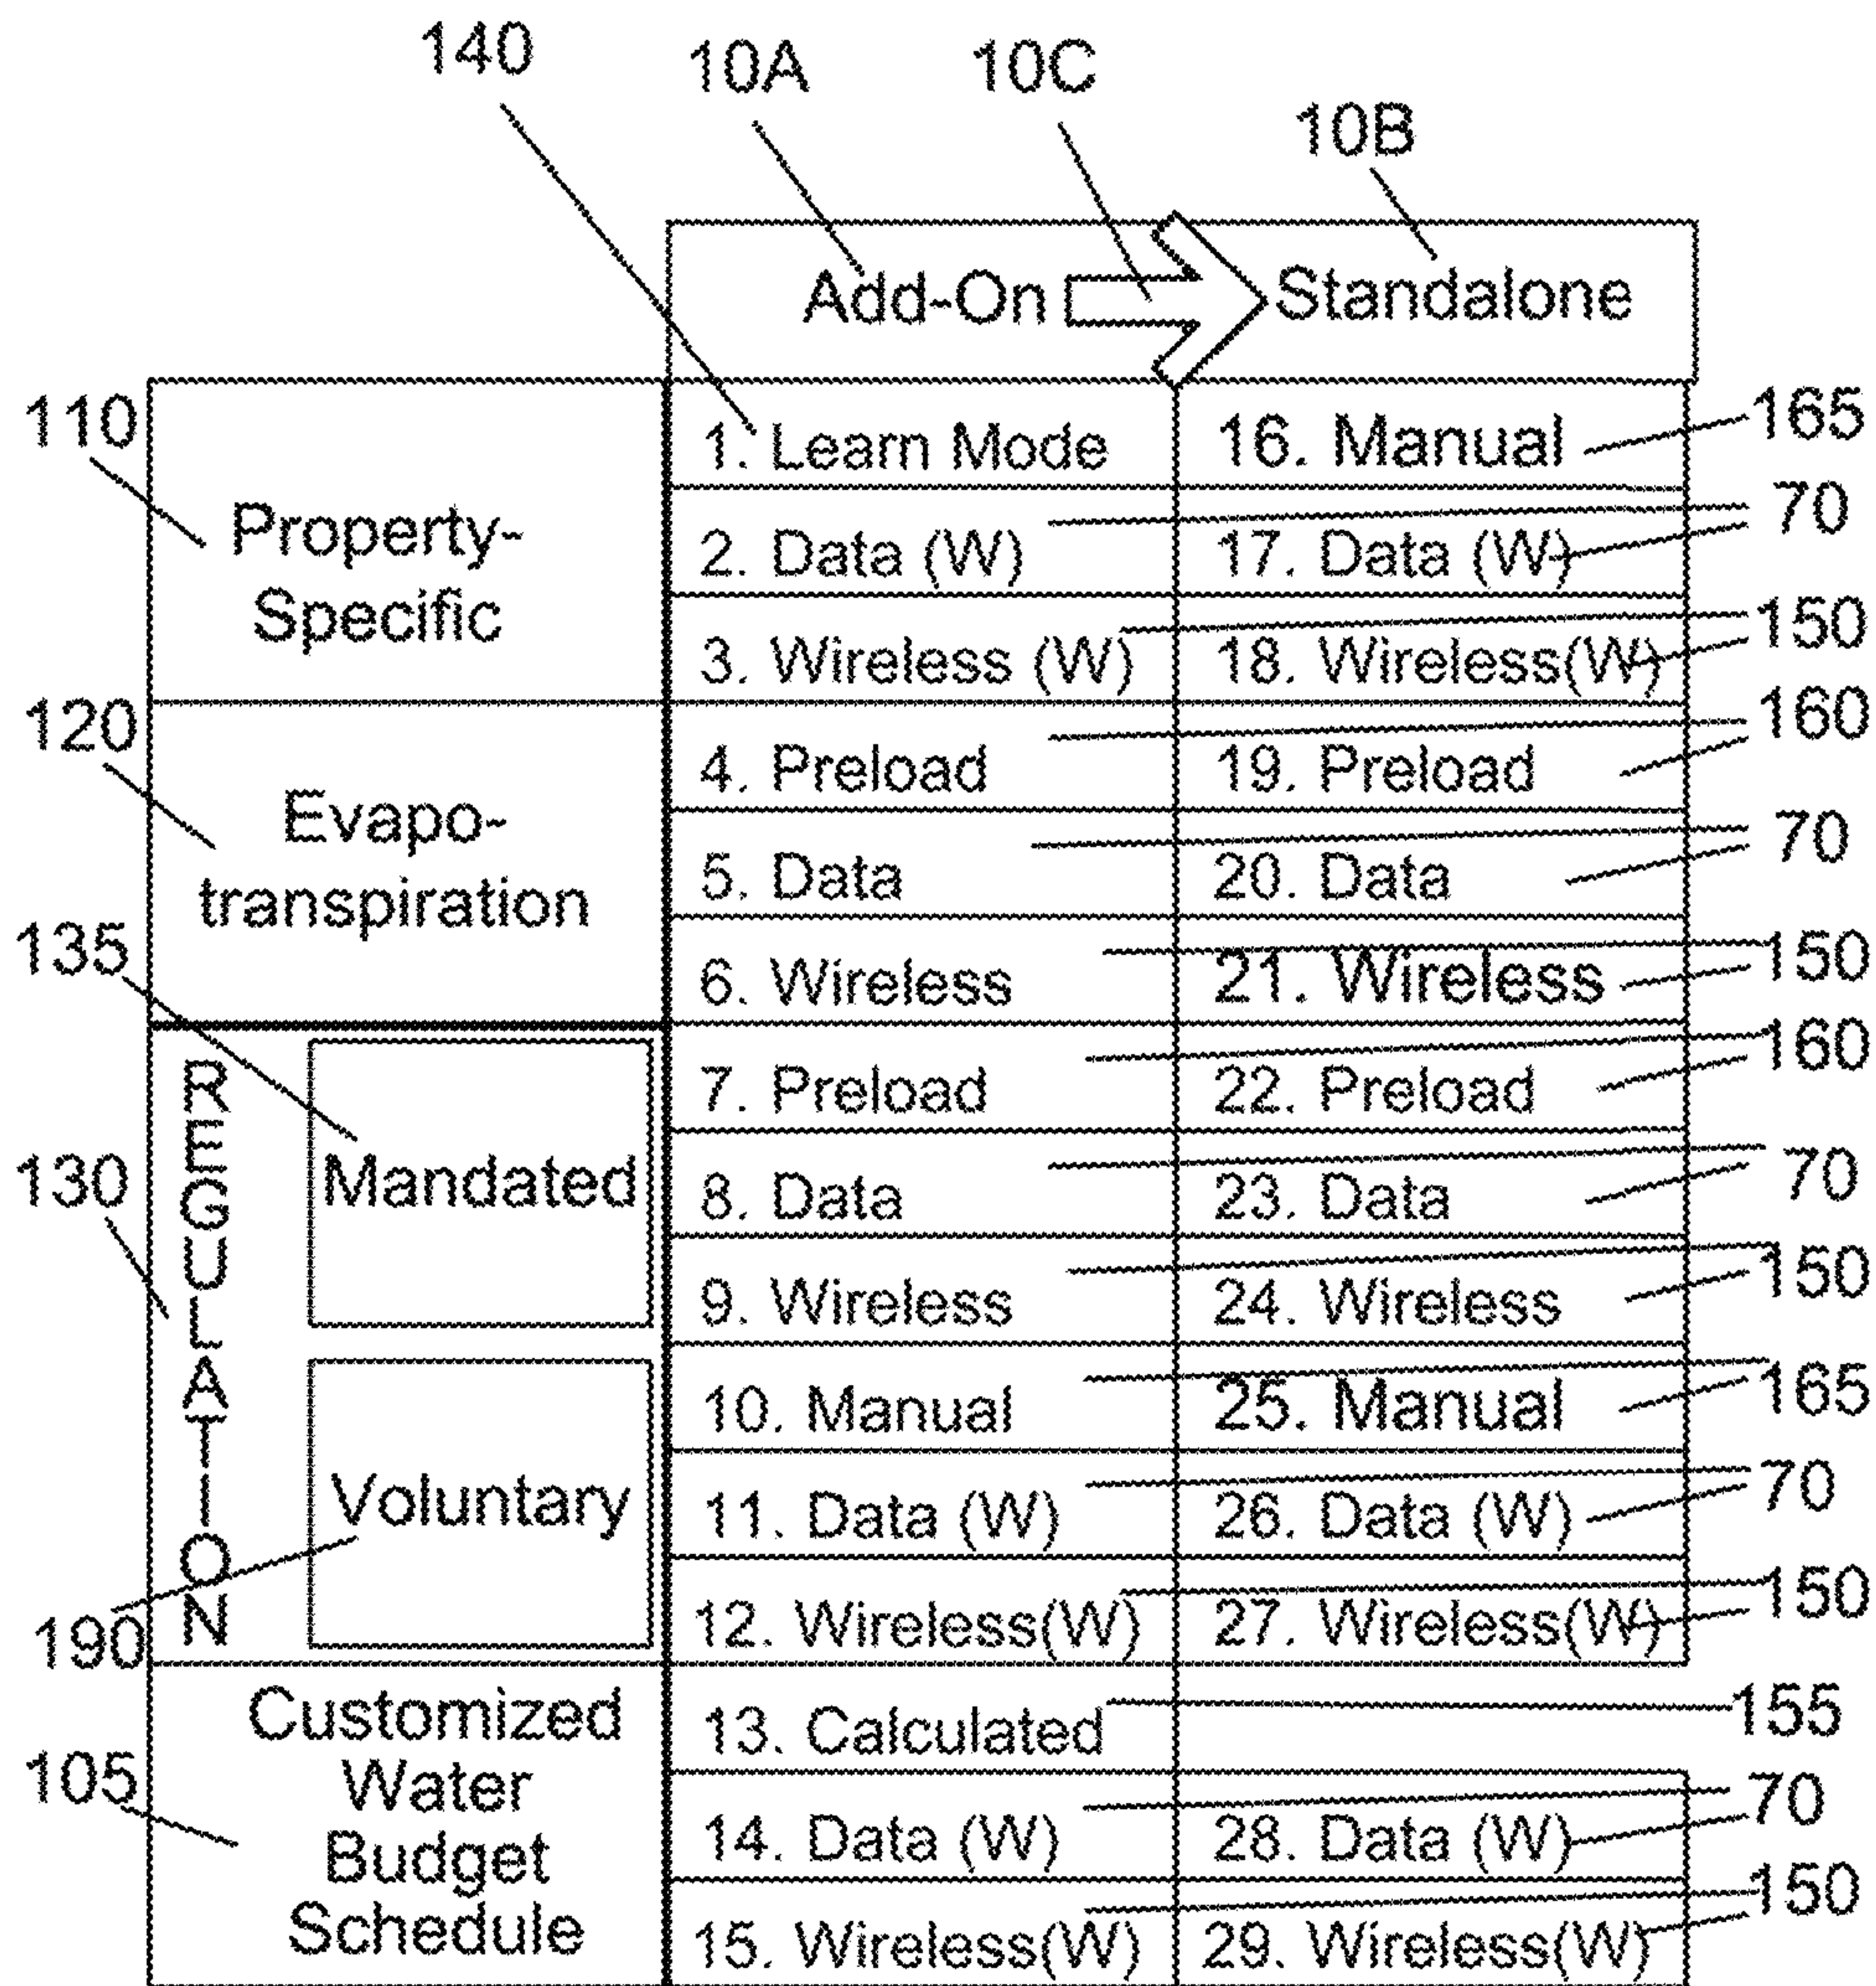 140
10A
10C
10B
Add-On
Standalone
110
Property-
Specific
1. Learn Mode
16. Manual
165
2. Data (W)
17. Data (W)
70
3. Wireless (W)
18. Wireless(W)
150
120
Evapo-
transpiration
4. Preload
19. Preload
160
5. Data
20. Data
70
135
6. Wireless
21. Wireless
150
130
REGULATION
Mandated
7. Preload
22. Preload
160
8. Data
23. Data
70
9. Wireless
24. Wireless
150
190
Voluntary
10. Manual
25. Manual
165
11. Data (W)
26. Data (W)
70
12. Wireless(W)
27. Wireless(W)
150
105
Customized
Water
Budget
Schedule
13. Calculated
155
14. Data (W)
28. Data (W)
70
15. Wireless(W)
29. Wireless(W)
150